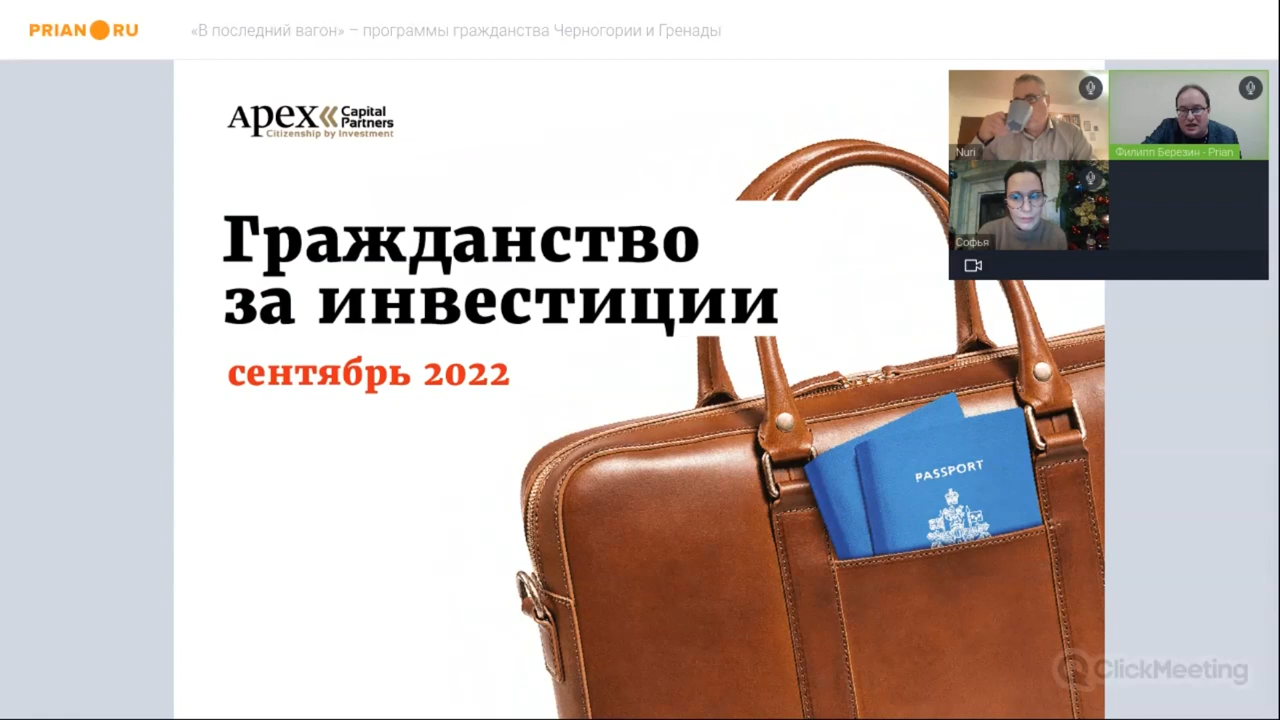 PRIAN RU
«В последний вагон» – программы гражданства Черногории и Гренады
APEX Capital Partners
Citizenship by Investment
Гражданство
за инвестиции
сентябрь 2022
Nuri
Филипп Березин - Prian
Софья
PASSPORT
ClickMeeting